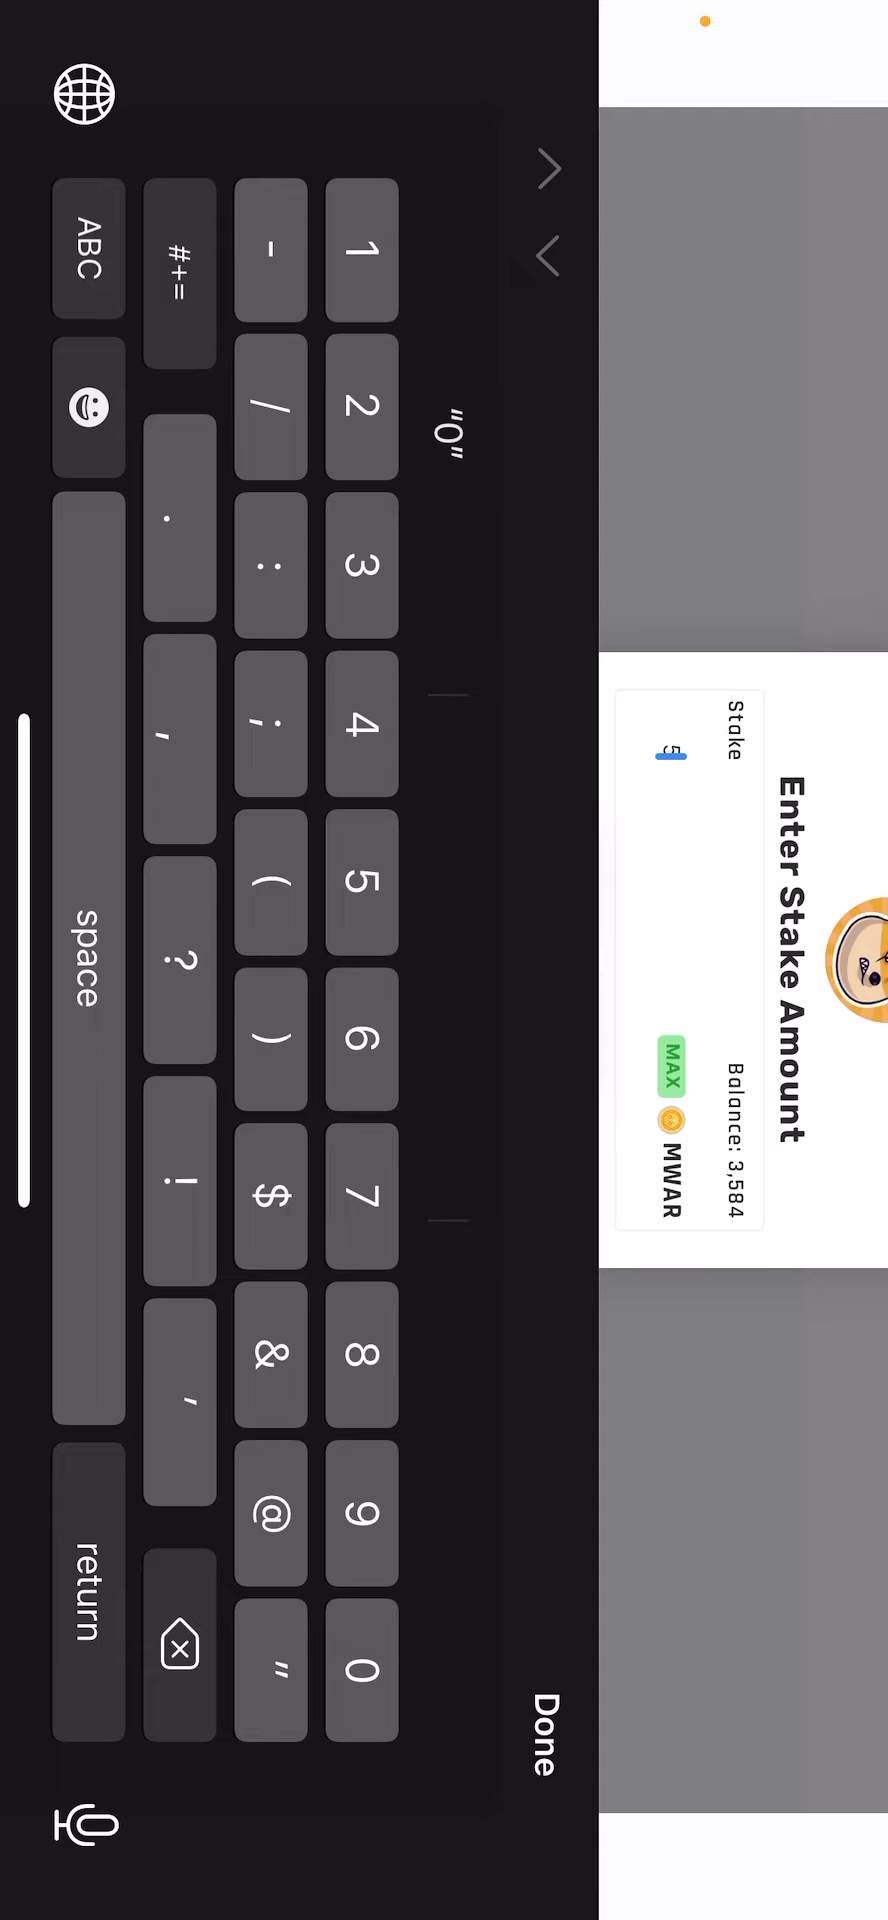 Enter Stake Amount
Stake Balance: 3,584
5 MAX MWAR
Done
"0"
1 2 3 4 5 6 7 8 9 0
- / : ; ( ) $ & @ "
#+= . , ? ! '
ABC space return